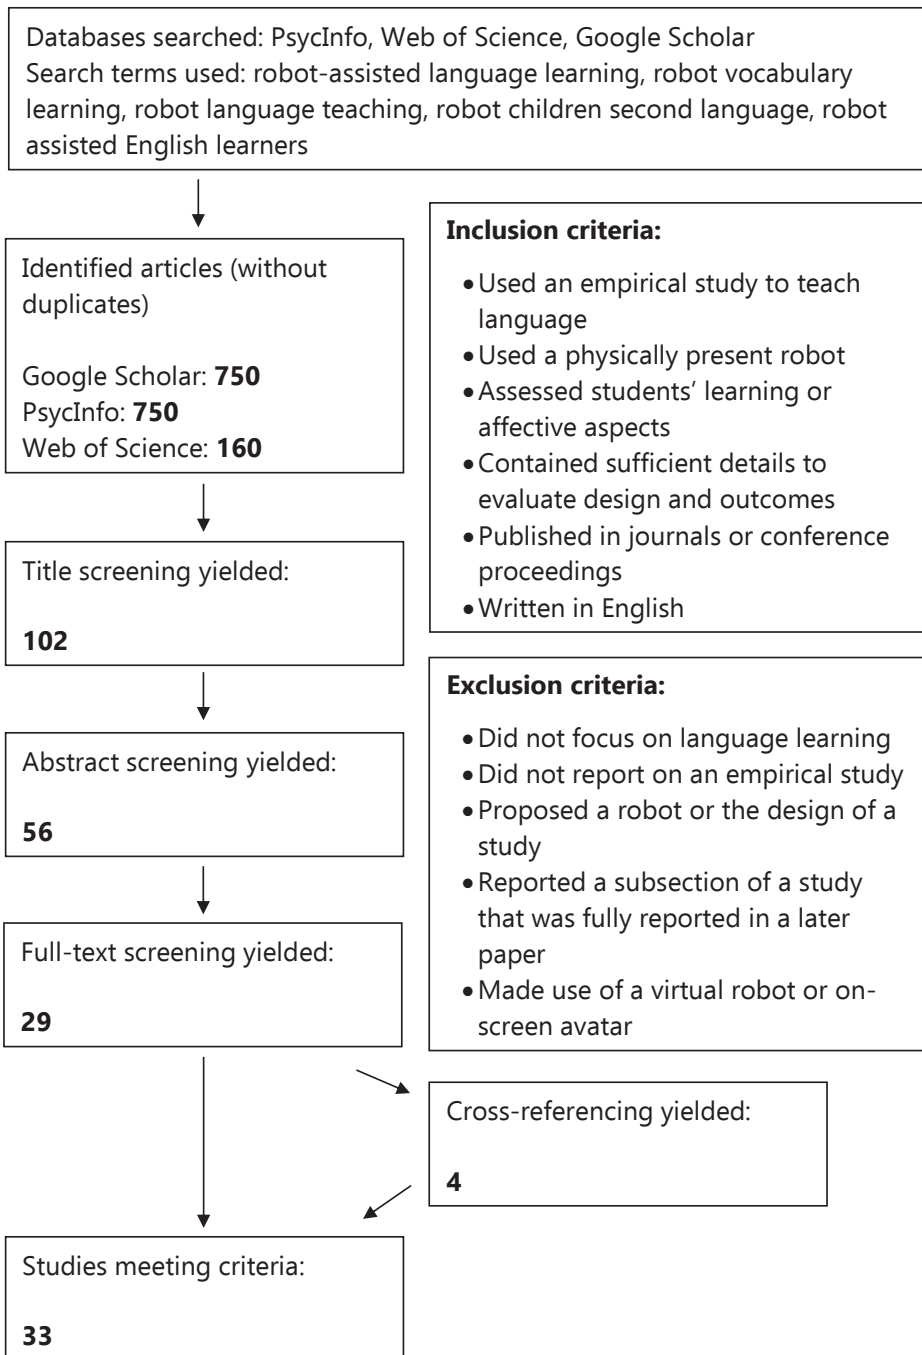 Databases searched: PsycInfo, Web of Science, Google Scholar
Search terms used: robot-assisted language learning, robot vocabulary
learning, robot language teaching, robot children second language, robot
assisted English learners
Identified articles (without
duplicates)
Google Scholar: 750
PsycInfo: 750
Web of Science: 160
Inclusion criteria:
•Used an empirical study to teach
language
•Used a physically present robot
•Assessed students’ learning or
affective aspects
•Contained sufficient details to
evaluate design and outcomes
•Published in journals or conference
proceedings
•Written in English
Title screening yielded:
102
Exclusion criteria:
•Did not focus on language learning
•Did not report on an empirical study
•Proposed a robot or the design of a
study
•Reported a subsection of a study
that was fully reported in a later
paper
•Made use of a virtual robot or on-
screen avatar
Abstract screening yielded:
56
Full-text screening yielded:
29
Cross-referencing yielded:
4
Studies meeting criteria:
33